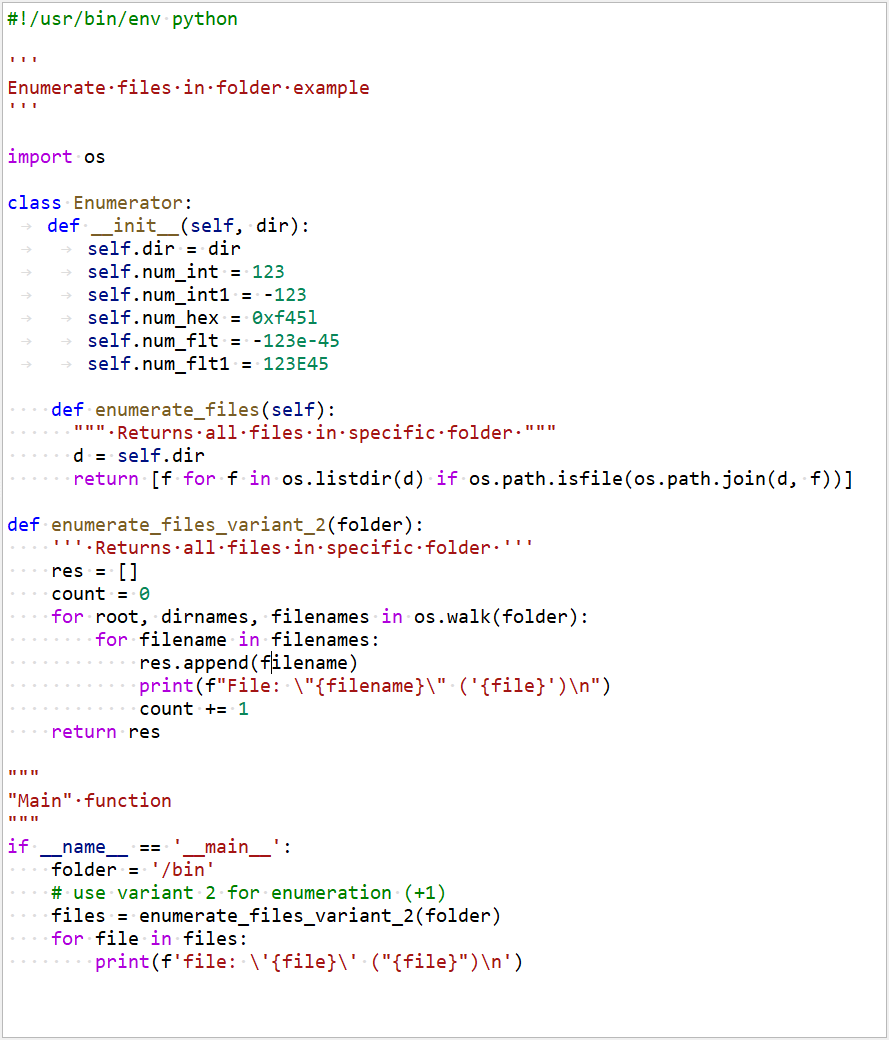 #!/usr/bin/env python

'''
Enumerate files in folder example
'''

import os

class Enumerator:
	def __init__(self, dir):
		self.dir = dir
		self.num_int = 123
		self.num_int1 = -123
		self.num_hex = 0xf45l
		self.num_flt = -123e-45
		self.num_flt1 = 123E45

    def enumerate_files(self):
      """ Returns all files in specific folder """
      d = self.dir
      return [f for f in os.listdir(d) if os.path.isfile(os.path.join(d, f))]

def enumerate_files_variant_2(folder):
    ''' Returns all files in specific folder '''
    res = []
    count = 0
    for root, dirnames, filenames in os.walk(folder):
        for filename in filenames:
            res.append(filename)
            print(f"File: \"{filename}\" ('{file}')\n")
            count += 1
    return res

"""
"Main" function
"""
if __name__ == '__main__':
    folder = '/bin'
    # use variant 2 for enumeration (+1)
    files = enumerate_files_variant_2(folder)
    for file in files:
        print(f'file: \'{file}\' ("{file}")\n')